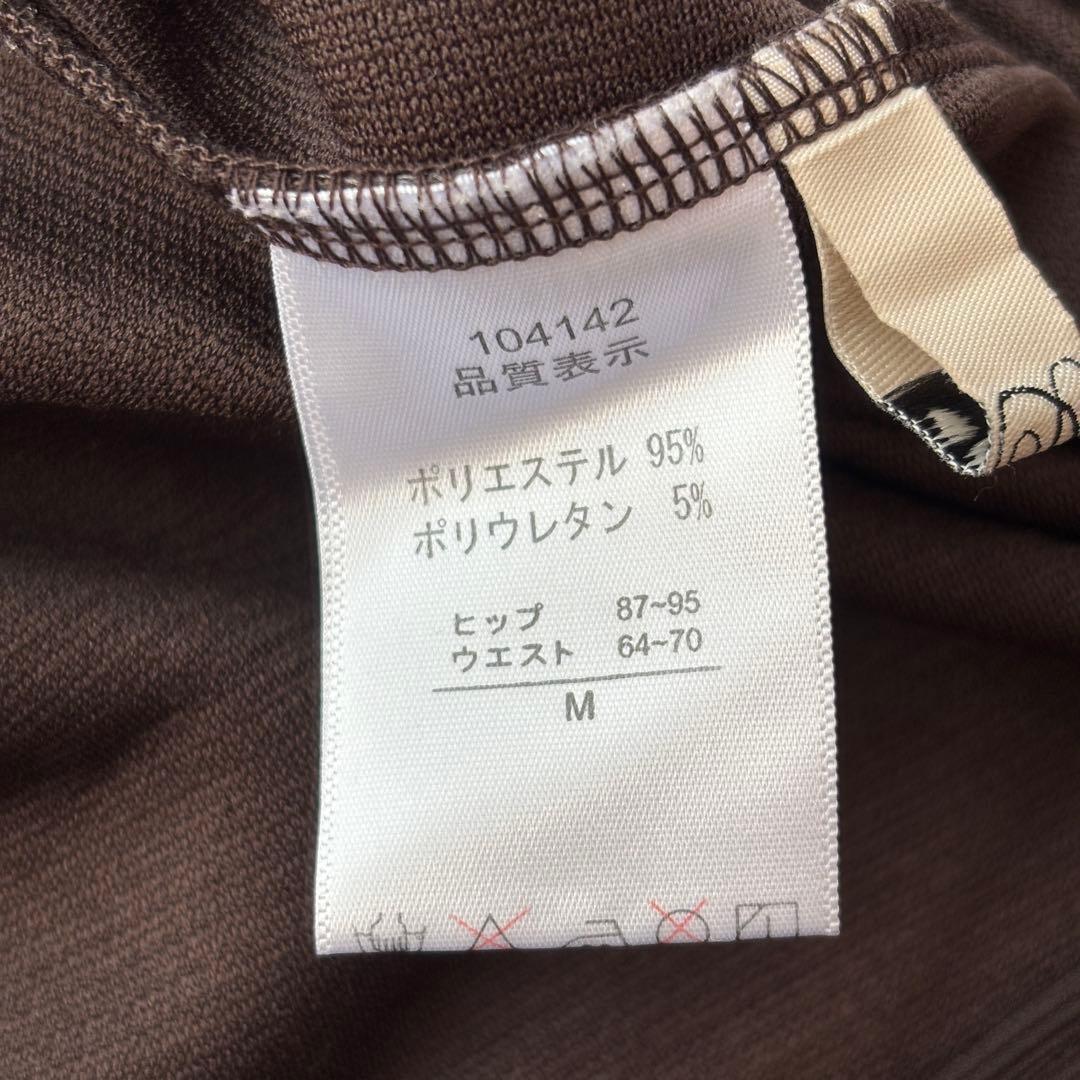 104142
品質表示
ポリエステル 95%
ポリウレタン 5%
ヒップ 87~95
ウエスト 64~70
M